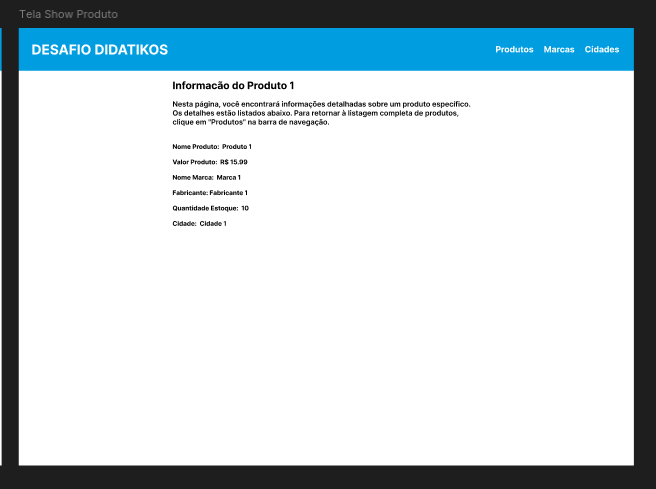 Tela Show Produto
DESAFIO DIDATIKOS
Produtos Marcas Cidades
Informacão do Produto 1
Nesta página, você encontrará informações detalhadas sobre um produto específico.
Os detalhes estão listados abaixo. Para retornar à listagem completa de produtos,
clique em "Produtos" na barra de navegação.
Nome Produto: Produto 1
Valor Produto: R$ 15.99
Nome Marca: Marca 1
Fabricante: Fabricante 1
Quantidade Estoque: 10
Cidade: Cidade 1